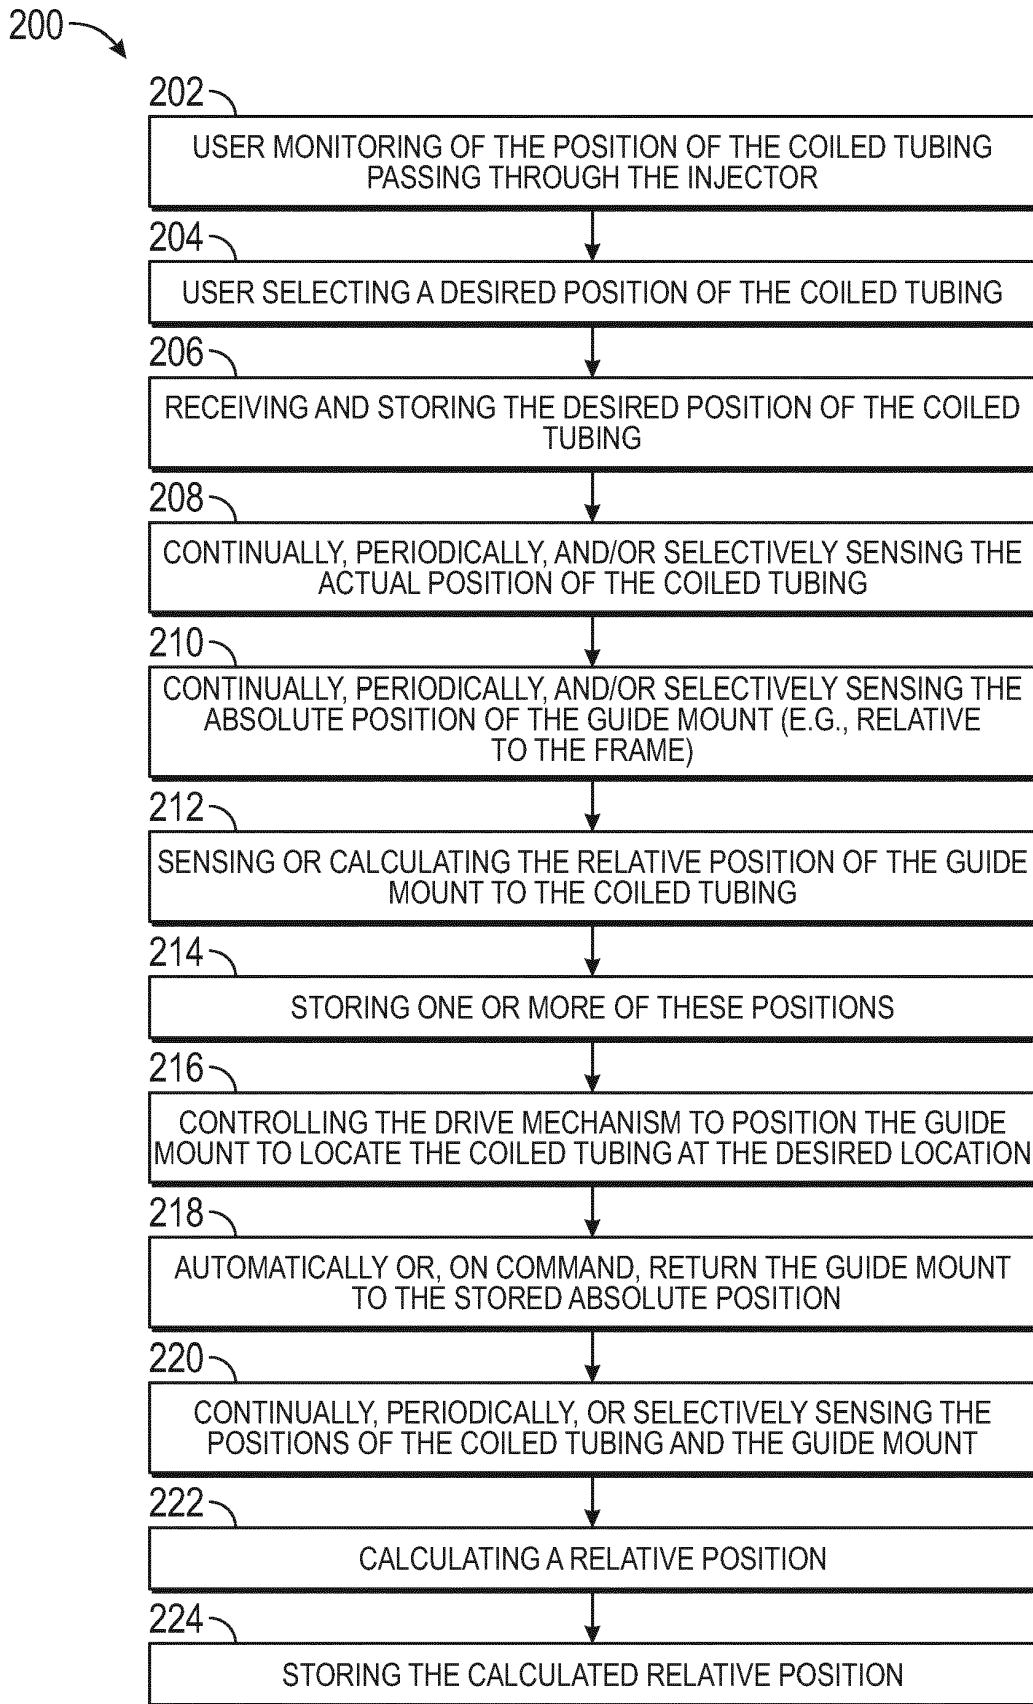 200
202
USER MONITORING OF THE POSITION OF THE COILED TUBING
PASSING THROUGH THE INJECTOR
204
USER SELECTING A DESIRED POSITION OF THE COILED TUBING
206
RECEIVING AND STORING THE DESIRED POSITION OF THE COILED
TUBING
208
CONTINUALLY, PERIODICALLY, AND/OR SELECTIVELY SENSING THE
ACTUAL POSITION OF THE COILED TUBING
210
CONTINUALLY, PERIODICALLY, AND/OR SELECTIVELY SENSING THE
ABSOLUTE POSITION OF THE GUIDE MOUNT (E.G., RELATIVE
TO THE FRAME)
212
SENSING OR CALCULATING THE RELATIVE POSITION OF THE GUIDE
MOUNT TO THE COILED TUBING
214
STORING ONE OR MORE OF THESE POSITIONS
216
CONTROLLING THE DRIVE MECHANISM TO POSITION THE GUIDE
MOUNT TO LOCATE THE COILED TUBING AT THE DESIRED LOCATION
218
AUTOMATICALLY OR, ON COMMAND, RETURN THE GUIDE MOUNT
TO THE STORED ABSOLUTE POSITION
220
CONTINUALLY, PERIODICALLY, OR SELECTIVELY SENSING THE
POSITIONS OF THE COILED TUBING AND THE GUIDE MOUNT
222
CALCULATING A RELATIVE POSITION
224
STORING THE CALCULATED RELATIVE POSITION